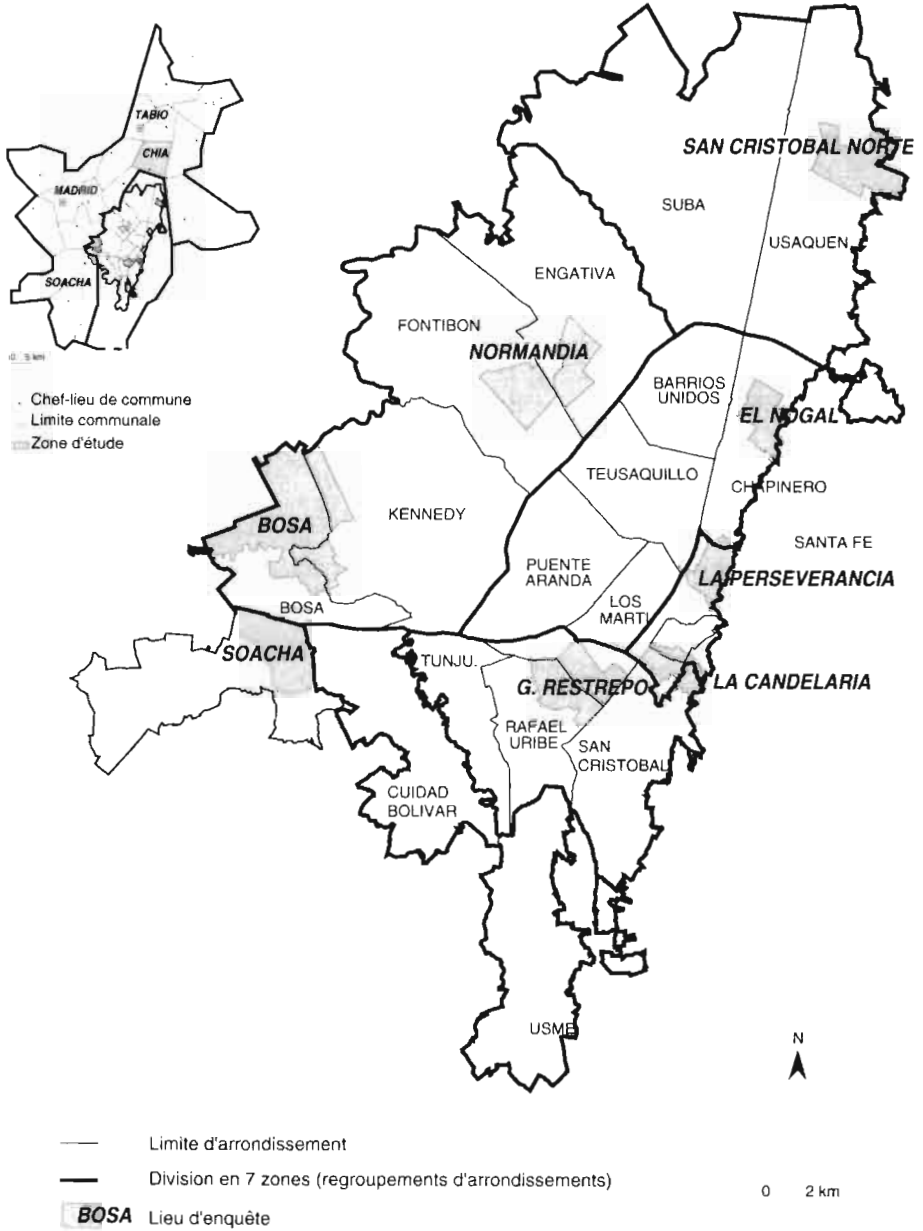 TABIO
CHIA
MADRID
SOACHA
5 km
Chef-lieu de commune
Limite communale
Zone d'étude
SAN CRISTOBAL NORTE
SUBA
USAQUEN
ENGATIVA
FONTIBON
NORMANDIA
BARRIOS
UNIDOS
EL NOGAL
TEUSAQUILLO
CHAPINERO
KENNEDY
BOSA
SANTA FE
PUENTE
ARANDA
LA PERSEVERANCIA
LOS
MARTI
BOSA
SOACHA
TUNJU.
G. RESTREPO
LA CANDELARIA
RAFAEL
URIBE
SAN
CRISTOBAL
CUIDAD
BOLIVAR
USME
N
Limite d'arrondissement
Division en 7 zones (regroupements d'arrondissements)
0 2 km
BOSA Lieu d'enquête